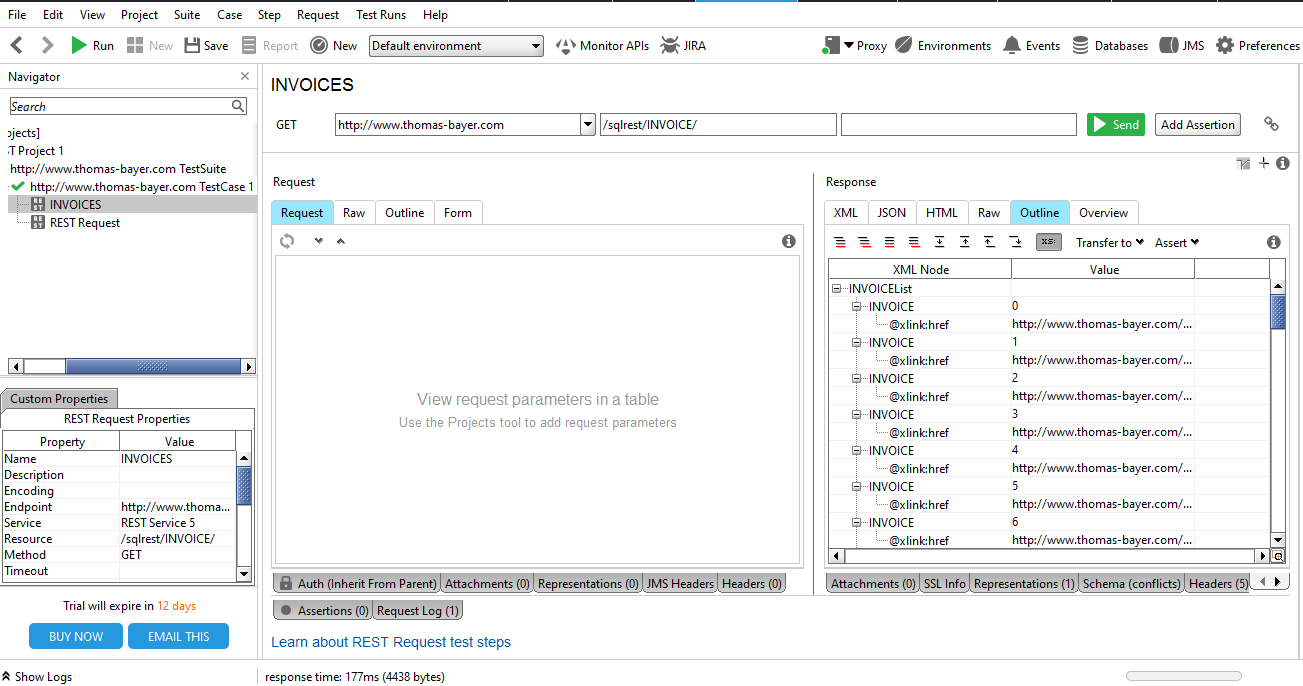 File Edit View Project Suite Case Step Request Test Runs Help
Run New Save Report New Default environment Monitor APIs JIRA Proxy Environments Events Databases JMS Preferences
Navigator
Search
ojects]
T Project 1
http://www.thomas-bayer.com TestSuite
http://www.thomas-bayer.com TestCase 1
INVOICES
REST Request
Custom Properties
REST Request Properties
Property Value
Name INVOICES
Description
Encoding
Endpoint http://www.thoma...
Service REST Service 5
Resource /sqlrest/INVOICE/
Method GET
Timeout
Trial will expire in 12 days
BUY NOW EMAIL THIS
INVOICES
GET http://www.thomas-bayer.com /sqlrest/INVOICE/ Send Add Assertion
Request
Request Raw Outline Form
View request parameters in a table
Use the Projects tool to add request parameters
Auth (Inherit From Parent) Attachments (0) Representations (0) JMS Headers Headers (0)
Assertions (0) Request Log (1)
Learn about REST Request test steps
Response
XML JSON HTML Raw Outline Overview
XS: Transfer to Assert
XML Node Value
INVOICEList
INVOICE 0
@xlink:href http://www.thomas-bayer.com/...
INVOICE 1
@xlink:href http://www.thomas-bayer.com/...
INVOICE 2
@xlink:href http://www.thomas-bayer.com/...
INVOICE 3
@xlink:href http://www.thomas-bayer.com/...
INVOICE 4
@xlink:href http://www.thomas-bayer.com/...
INVOICE 5
@xlink:href http://www.thomas-bayer.com/...
INVOICE 6
@xlink:href http://www.thomas-bayer.com/...
Attachments (0) SSL Info Representations (1) Schema (conflicts) Headers (5)
Show Logs response time: 177ms (4438 bytes)